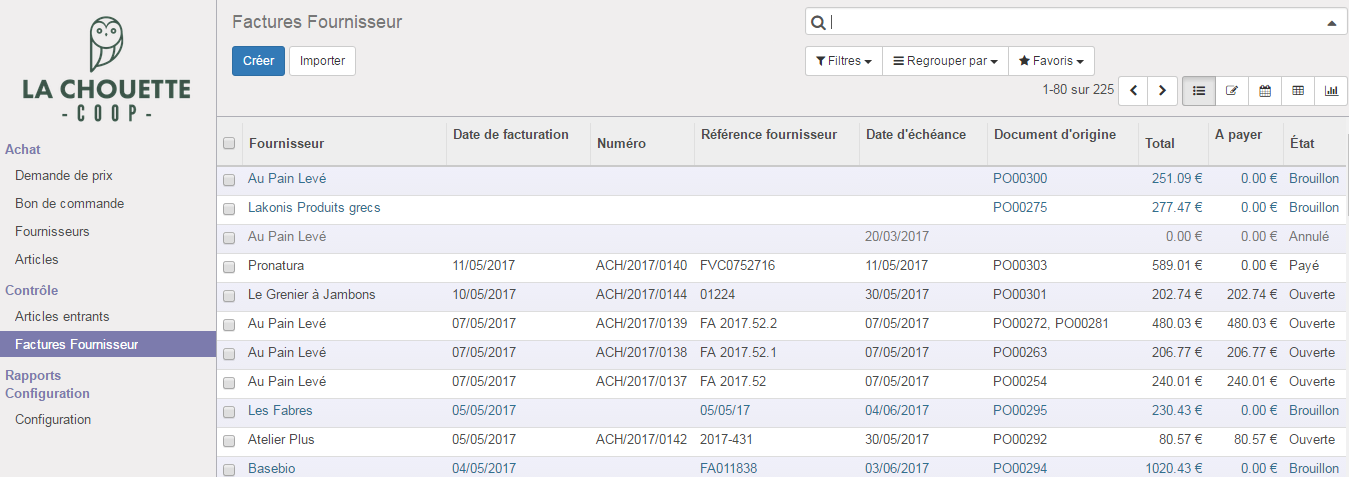 LA CHOUETTE
- COOP -
Achat
Demande de prix
Bon de commande
Fournisseurs
Articles
Contrôle
Articles entrants
Factures Fournisseur
Rapports
Configuration
Configuration
Factures Fournisseur
Créer Importer
Filtres Regrouper par Favoris
1-80 sur 225
Fournisseur Date de facturation Numéro Référence fournisseur Date d'échéance Document d'origine Total A payer État
Au Pain Levé PO00300 251.09 € 0.00 € Brouillon
Lakonis Produits grecs PO00275 277.47 € 0.00 € Brouillon
Au Pain Levé 20/03/2017 0.00 € 0.00 € Annulé
Pronatura 11/05/2017 ACH/2017/0140 FVC0752716 11/05/2017 PO00303 589.01 € 0.00 € Payé
Le Grenier à Jambons 10/05/2017 ACH/2017/0144 01224 30/05/2017 PO00301 202.74 € 202.74 € Ouverte
Au Pain Levé 07/05/2017 ACH/2017/0139 FA 2017.52.2 07/05/2017 PO00272, PO00281 480.03 € 480.03 € Ouverte
Au Pain Levé 07/05/2017 ACH/2017/0138 FA 2017.52.1 07/05/2017 PO00263 206.77 € 206.77 € Ouverte
Au Pain Levé 07/05/2017 ACH/2017/0137 FA 2017.52 07/05/2017 PO00254 240.01 € 240.01 € Ouverte
Les Fabres 05/05/2017 05/05/17 04/06/2017 PO00295 230.43 € 0.00 € Brouillon
Atelier Plus 05/05/2017 ACH/2017/0142 2017-431 30/05/2017 PO00292 80.57 € 80.57 € Ouverte
Basebio 04/05/2017 FA011838 03/06/2017 PO00294 1020.43 € 0.00 € Brouillon